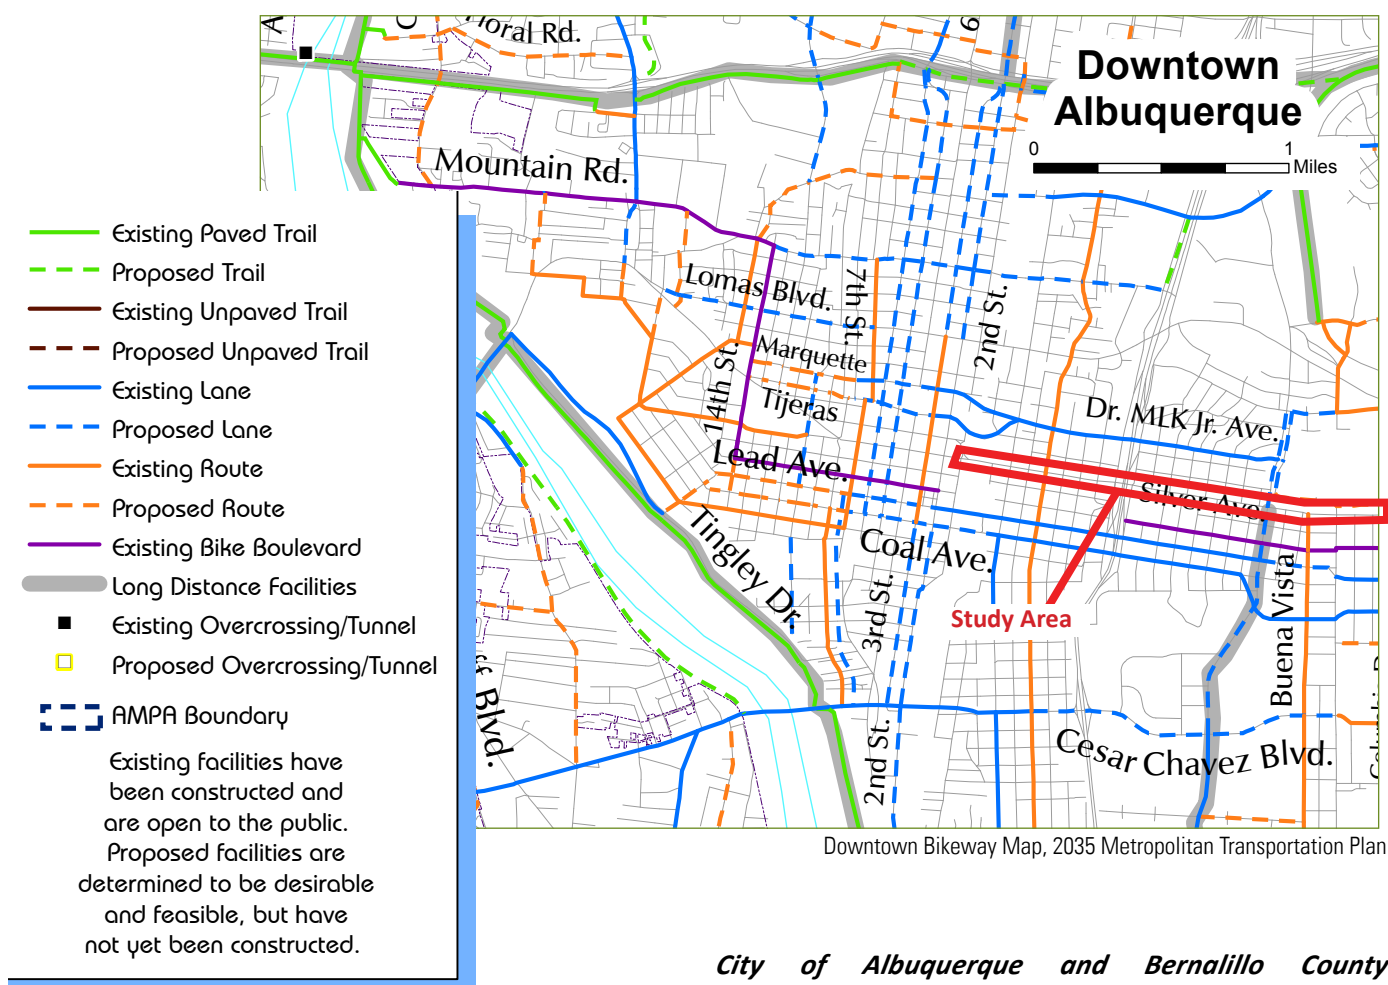 A
C
Floral Rd.
6
Downtown
Albuquerque
0 1
Miles
Mountain Rd.
Existing Paved Trail
Proposed Trail
Existing Unpaved Trail
Proposed Unpaved Trail
Existing Lane
Proposed Lane
Existing Route
Proposed Route
Existing Bike Boulevard
Long Distance Facilities
Existing Overcrossing/Tunnel
Proposed Overcrossing/Tunnel
AMPA Boundary
Existing facilities have
been constructed and
are open to the public.
Proposed facilities are
determined to be desirable
and feasible, but have
not yet been constructed.
Lomas Blvd.
7th St.
2nd St.
Marquette
14th St.
Tijeras
Dr. MLK Jr. Ave.
Lead Ave.
Silver Ave.
Tingley Dr.
Coal Ave.
3rd St.
Study Area
Buena Vista
Blvd.
2nd St.
Cesar Chavez Blvd.
Downtown Bikeway Map, 2035 Metropolitan Transportation Plan
City of Albuquerque and Bernalillo County